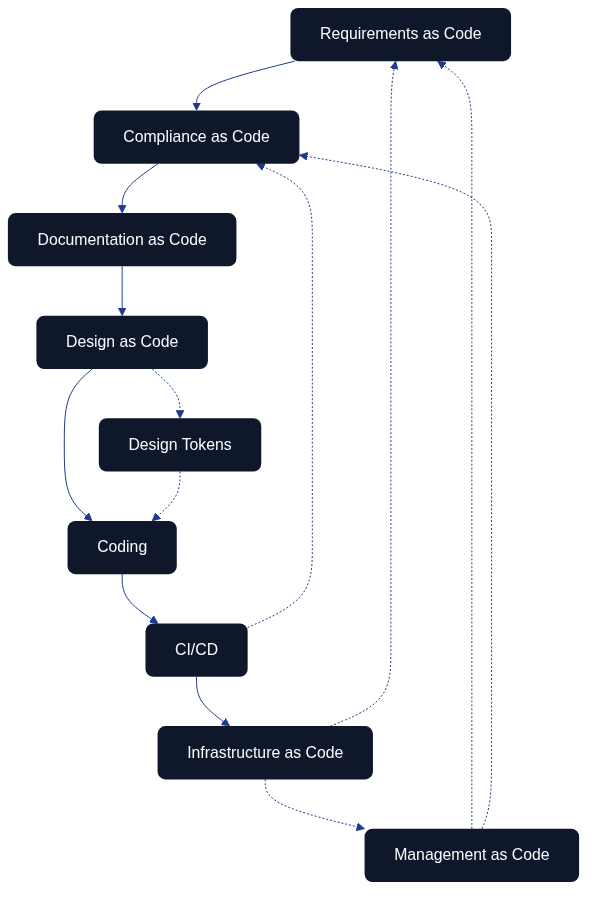 Requirements as Code
Compliance as Code
Documentation as Code
Design as Code
Design Tokens
Coding
CI/CD
Infrastructure as Code
Management as Code